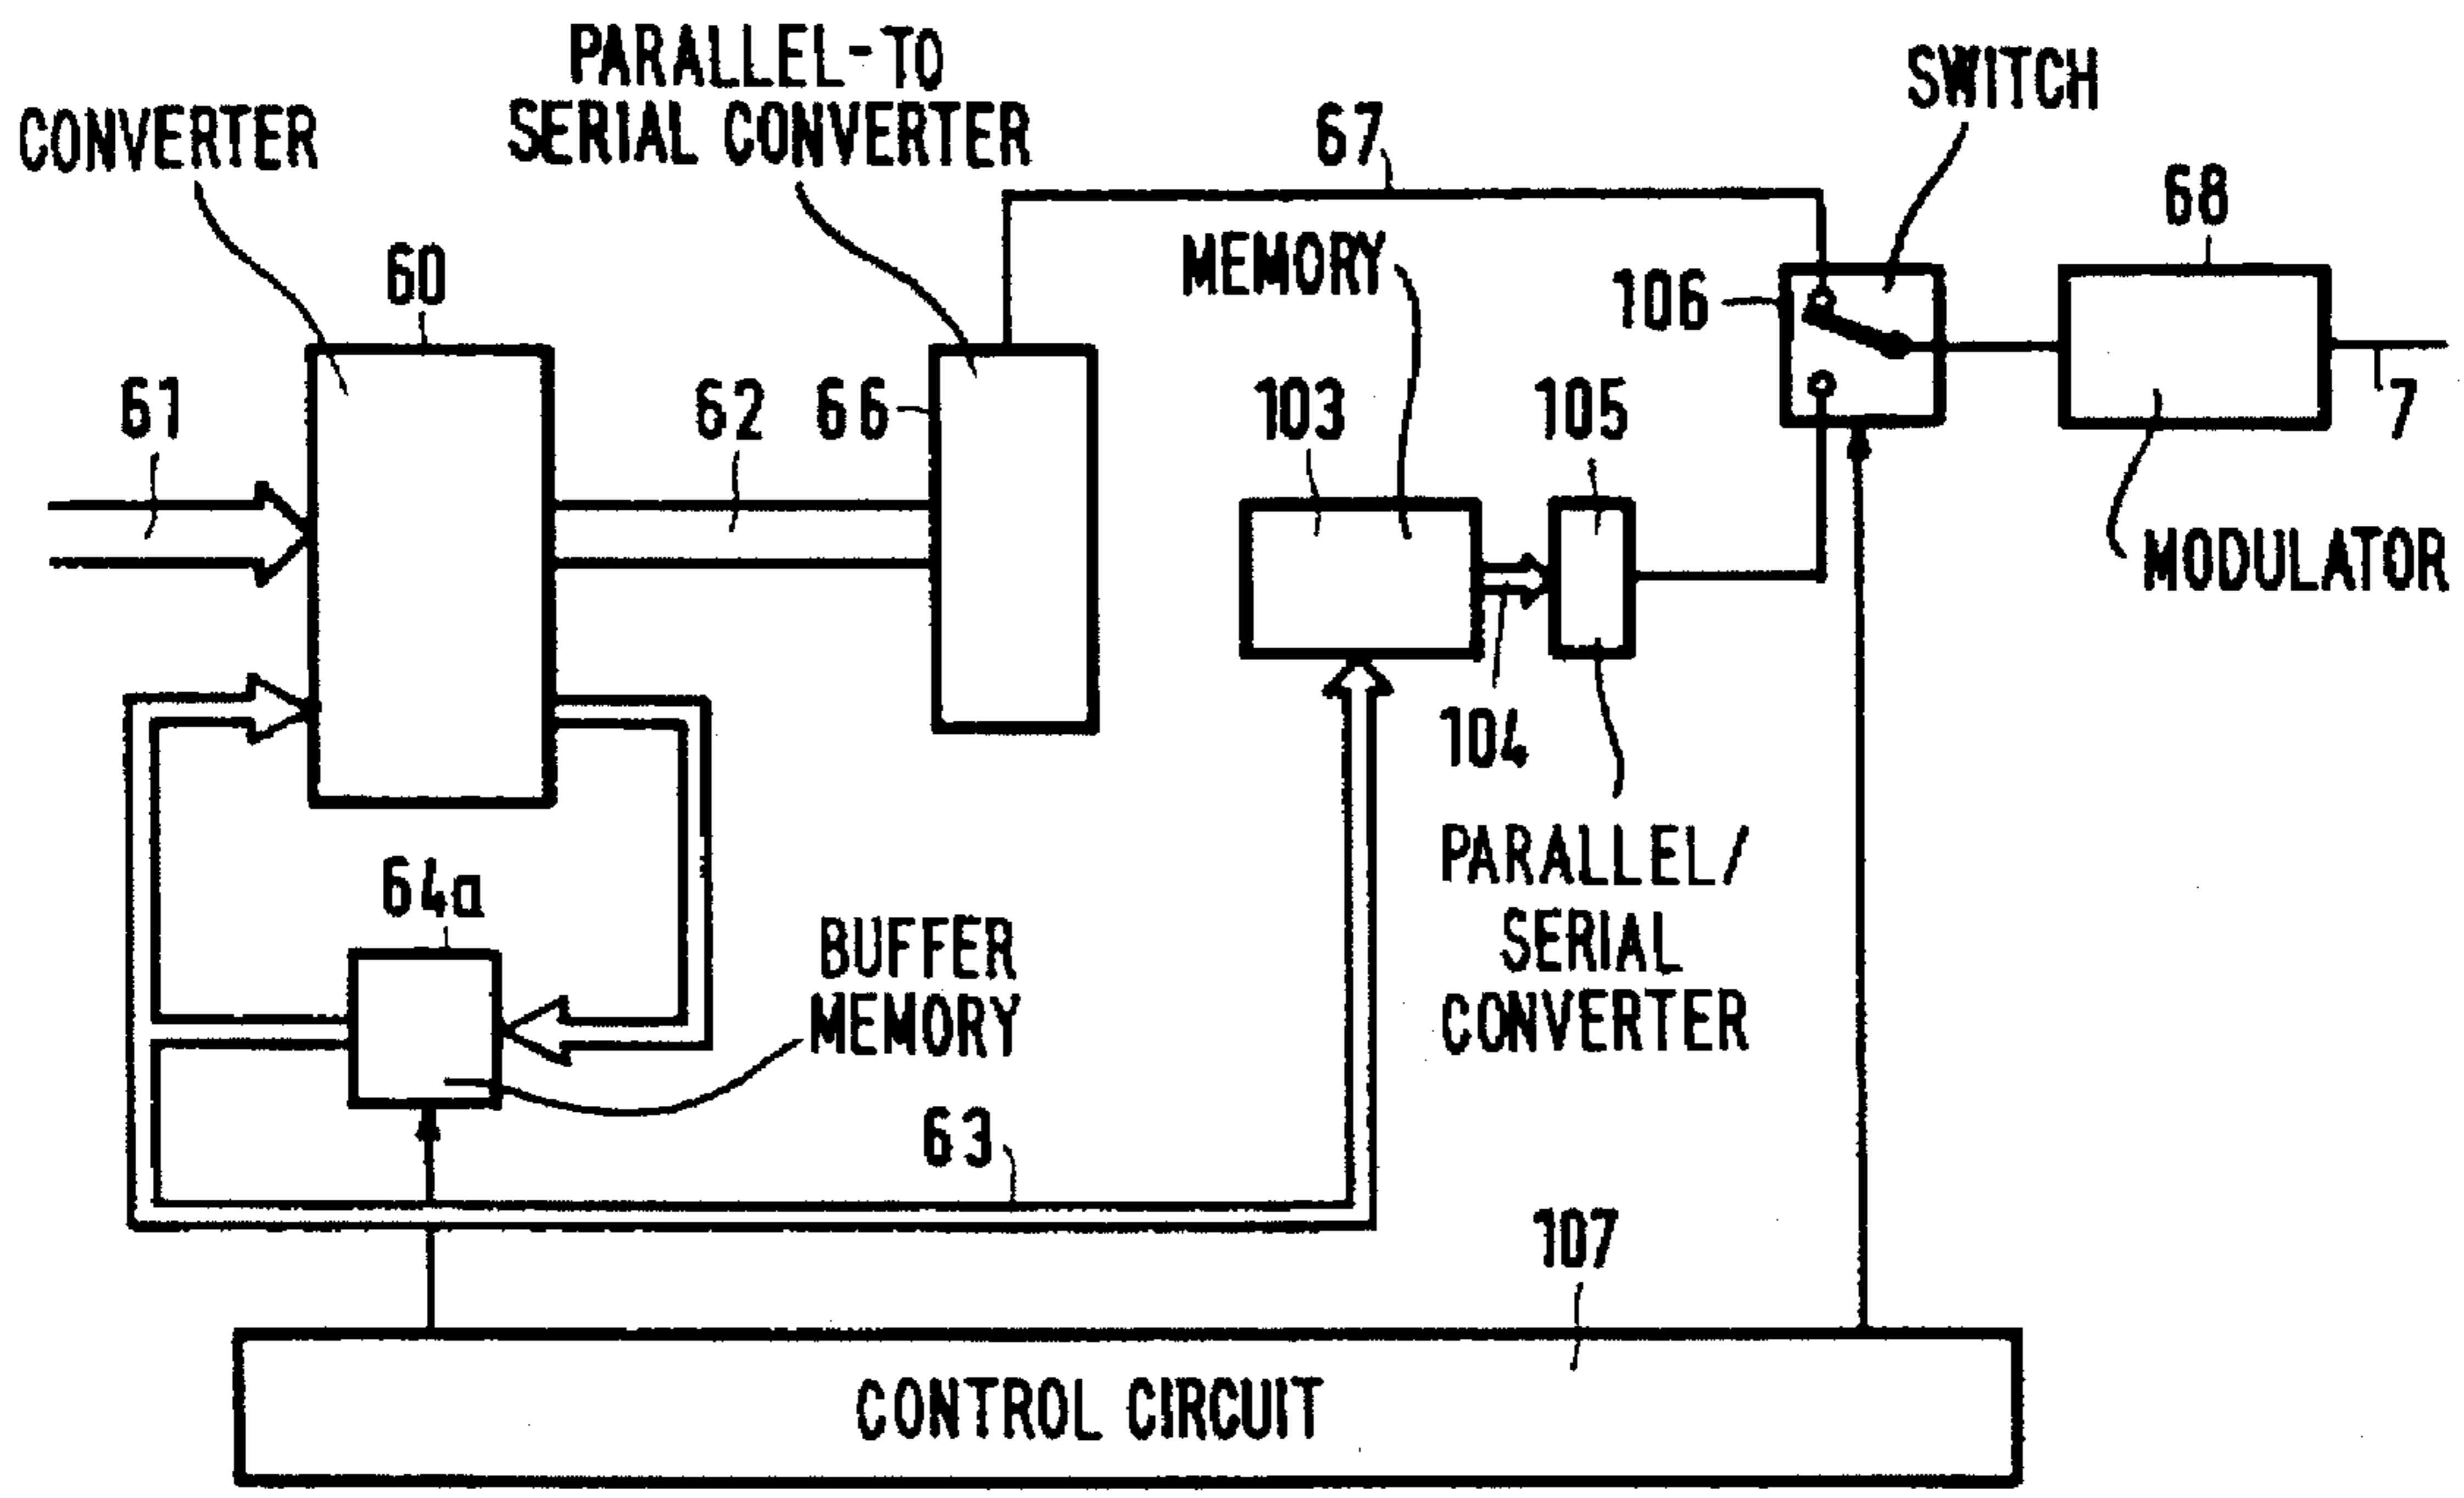 PARALLEL-TO
SERIAL CONVERTER
CONVERTER
SWITCH
67
68
60
MEMORY
106
61
62
66
103
105
7
MODULATOR
104
64a
PARALLEL/
SERIAL
CONVERTER
BUFFER
MEMORY
63
107
CONTROL CIRCUIT